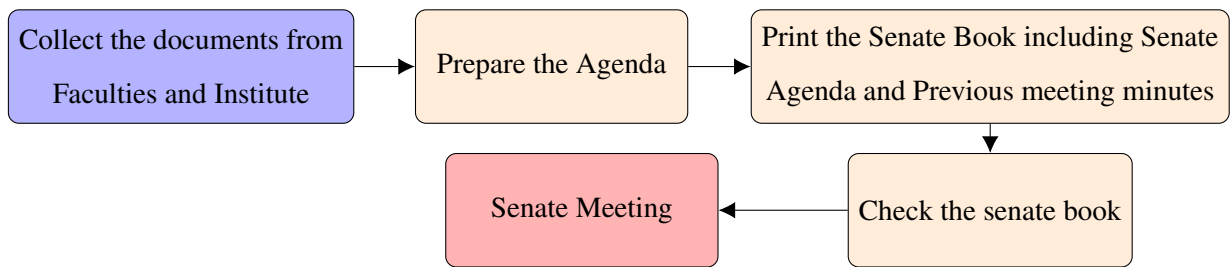 Collect the documents from
Faculties and Institute
Prepare the Agenda
Print the Senate Book including Senate
Agenda and Previous meeting minutes
Check the senate book
Senate Meeting